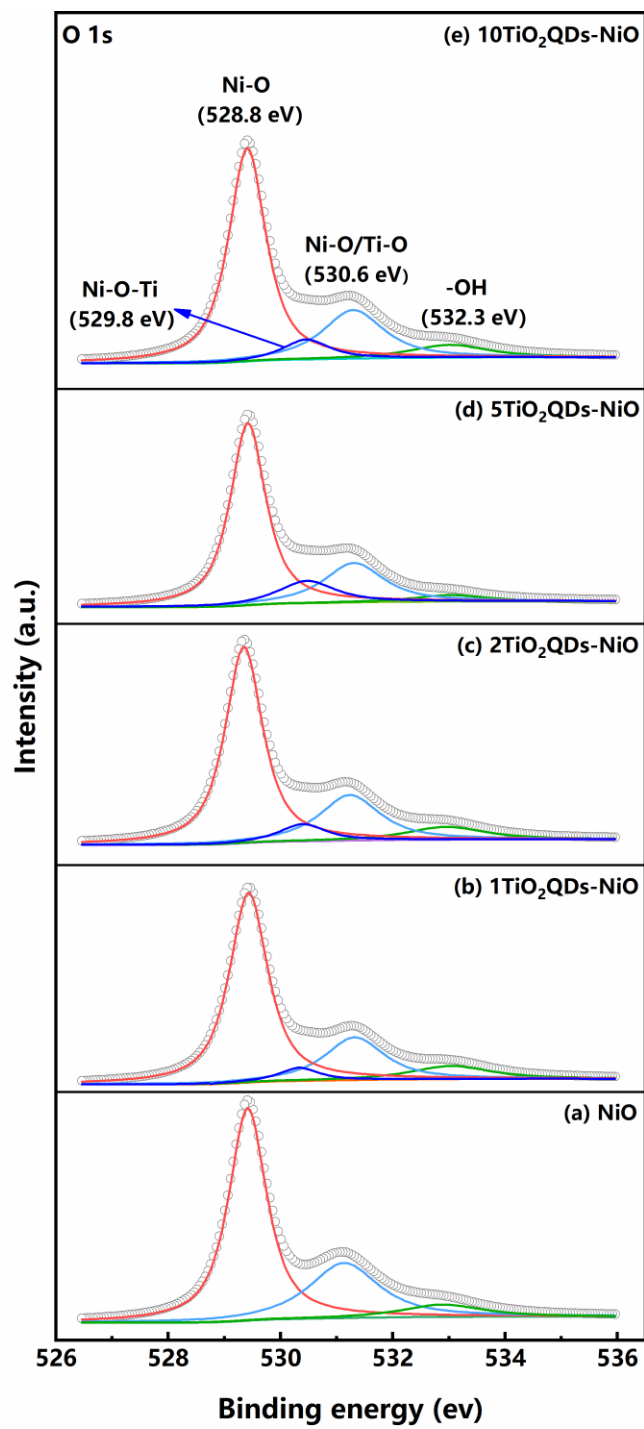 O 1s
(e) 10TiO₂QDs-NiO
Ni-O
(528.8 eV)
Ni-O/Ti-O
(530.6 eV)
Ni-O-Ti
(529.8 eV)
-OH
(532.3 eV)
(d) 5TiO₂QDs-NiO
(c) 2TiO₂QDs-NiO
(b) 1TiO₂QDs-NiO
(a) NiO
Intensity (a.u.)
526 528 530 532 534 536
Binding energy (ev)